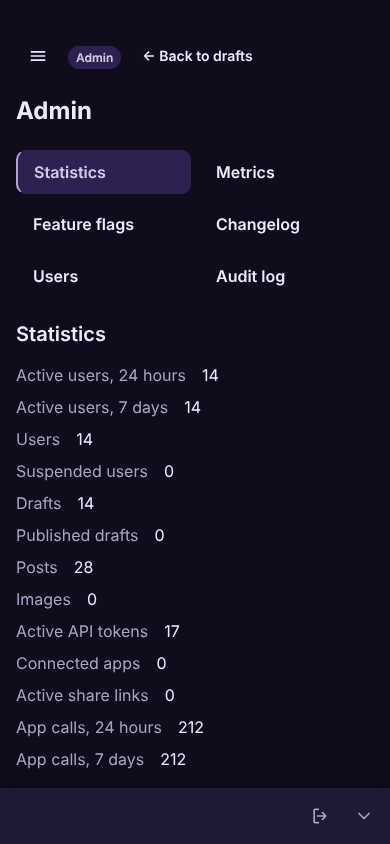 Admin ← Back to drafts
Admin
Statistics Metrics
Feature flags Changelog
Users Audit log
Statistics
Active users, 24 hours 14
Active users, 7 days 14
Users 14
Suspended users 0
Drafts 14
Published drafts 0
Posts 28
Images 0
Active API tokens 17
Connected apps 0
Active share links 0
App calls, 24 hours 212
App calls, 7 days 212